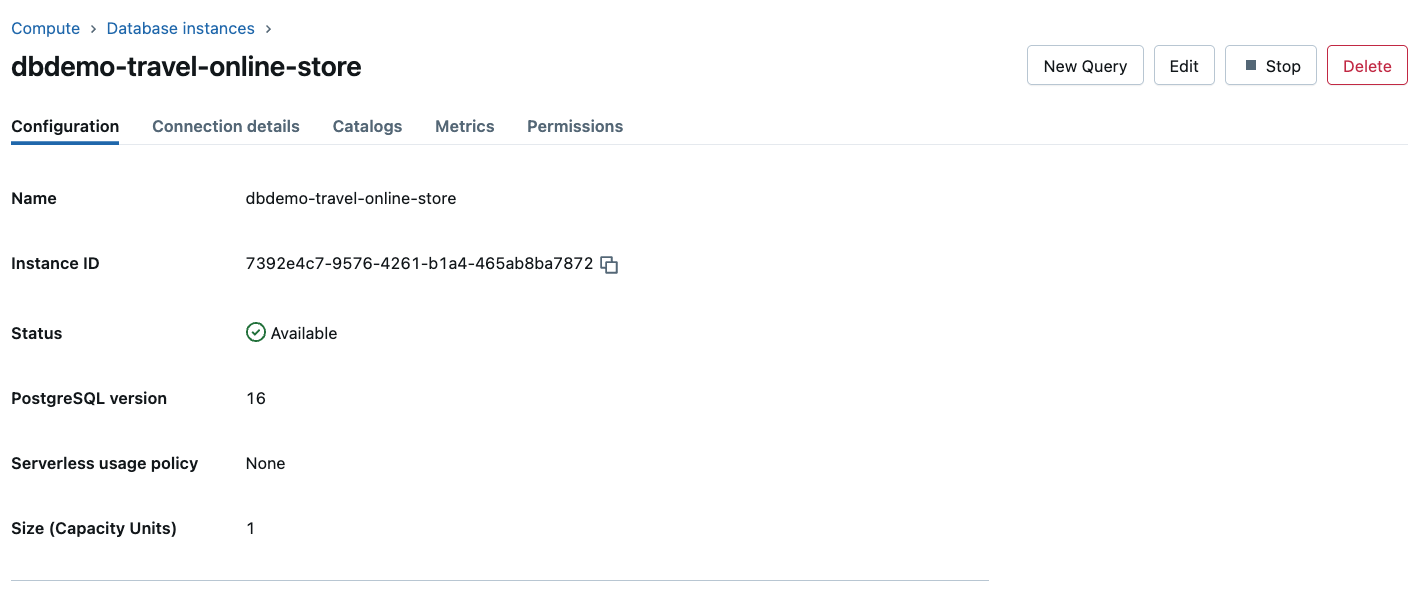 Compute > Database instances >
dbdemo-travel-online-store
New Query Edit Stop Delete
Configuration Connection details Catalogs Metrics Permissions
Name dbdemo-travel-online-store
Instance ID 7392e4c7-9576-4261-b1a4-465ab8ba7872
Status Available
PostgreSQL version 16
Serverless usage policy None
Size (Capacity Units) 1